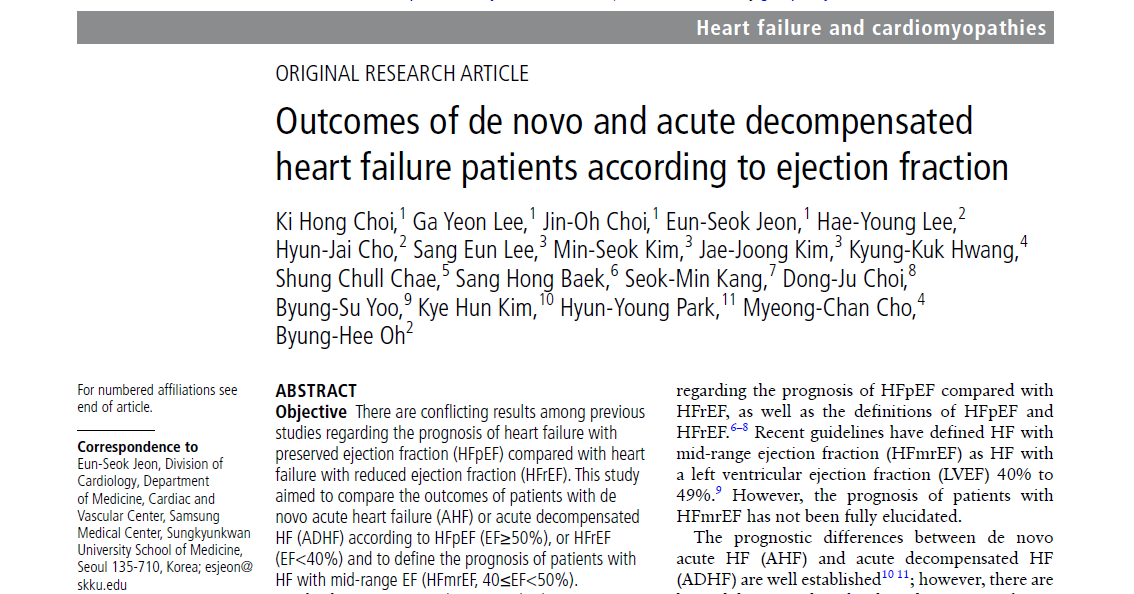 Heart failure and cardiomyopathies
ORIGINAL RESEARCH ARTICLE
Outcomes of de novo and acute decompensated
heart failure patients according to ejection fraction
Ki Hong Choi,1 Ga Yeon Lee,1 Jin-Oh Choi,1 Eun-Seok Jeon,1 Hae-Young Lee,2
Hyun-Jai Cho,2 Sang Eun Lee,3 Min-Seok Kim,3 Jae-Joong Kim,3 Kyung-Kuk Hwang,4
Shung Chull Chae,5 Sang Hong Baek,6 Seok-Min Kang,7 Dong-Ju Choi,8
Byung-Su Yoo,9 Kye Hun Kim,10 Hyun-Young Park,11 Myeong-Chan Cho,4
Byung-Hee Oh2
For numbered affiliations see
end of article.
Correspondence to
Eun-Seok Jeon, Division of
Cardiology, Department
of Medicine, Cardiac and
Vascular Center, Samsung
Medical Center, Sungkyunkwan
University School of Medicine,
Seoul 135-710, Korea; esjeon@
skku.edu
ABSTRACT
Objective There are conflicting results among previous
studies regarding the prognosis of heart failure with
preserved ejection fraction (HFpEF) compared with heart
failure with reduced ejection fraction (HFrEF). This study
aimed to compare the outcomes of patients with de
novo acute heart failure (AHF) or acute decompensated
HF (ADHF) according to HFpEF (EF≥50%), or HFrEF
(EF<40%) and to define the prognosis of patients with
HF with mid-range EF (HFmrEF, 40≤EF<50%).
regarding the prognosis of HFpEF compared with
HFrEF, as well as the definitions of HFpEF and
HFrEF.6–8 Recent guidelines have defined HF with
mid-range ejection fraction (HFmrEF) as HF with
a left ventricular ejection fraction (LVEF) 40% to
49%.9 However, the prognosis of patients with
HFmrEF has not been fully elucidated.
The prognostic differences between de novo
acute HF (AHF) and acute decompensated HF
(ADHF) are well established10 11; however, there are